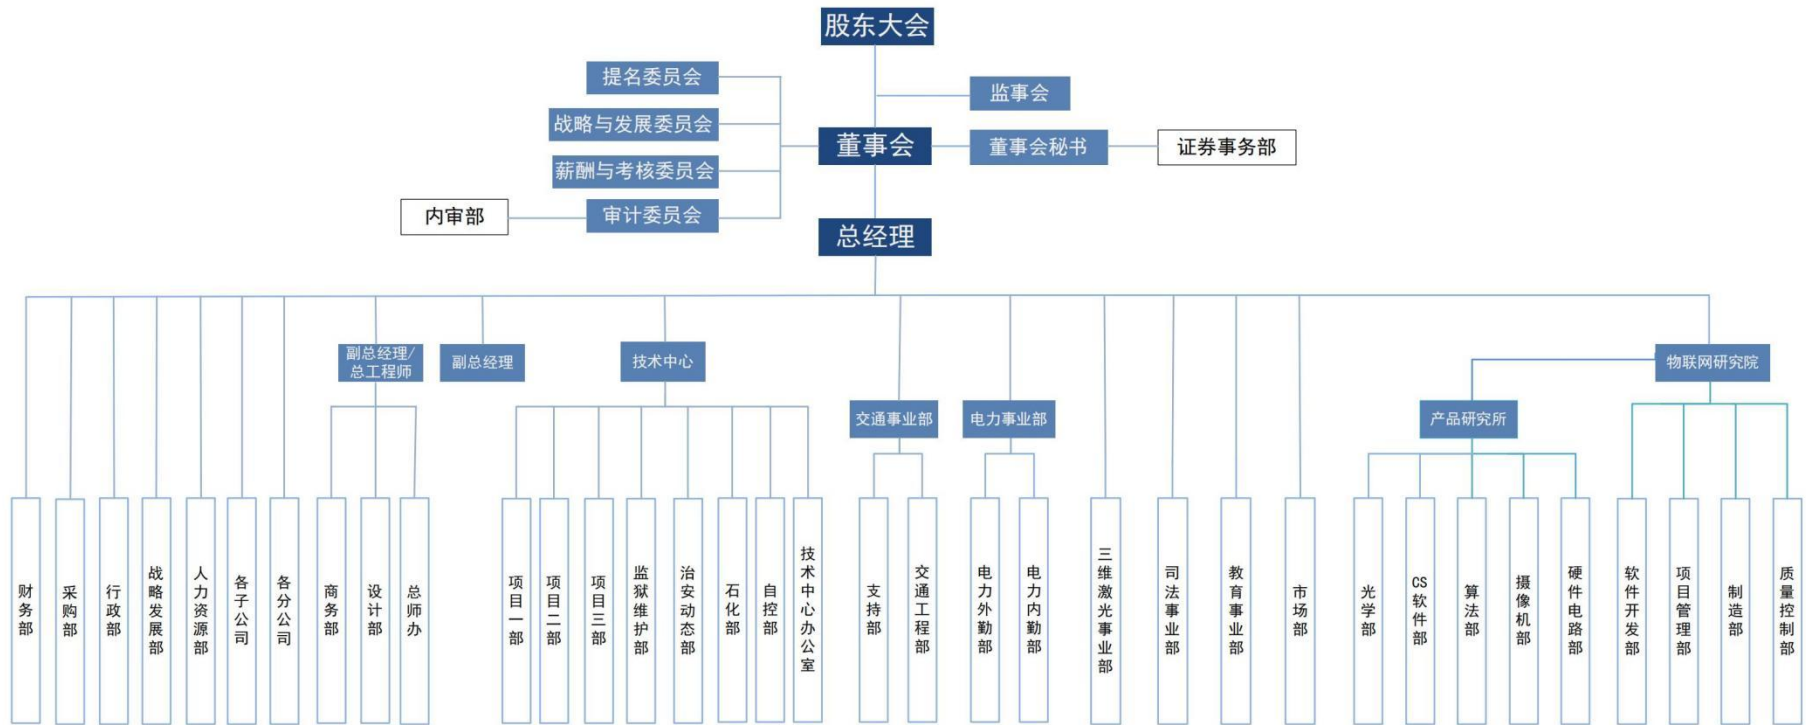 股东大会
提名委员会
监事会
战略与发展委员会
董事会
董事会秘书
证券事务部
薪酬与考核委员会
内审部
审计委员会
总经理
副总经理/
总工程师
副总经理
技术中心
物联网研究院
交通事业部
电力事业部
产品研究所
财务部
采购部
行政部
战略发展部
人力资源部
各子公司
各分公司
商务部
设计部
总师办
项目一部
项目二部
项目三部
监狱维护部
治安动态部
石化部
自控部
技术中心办公室
支持部
交通工程部
电力外勤部
电力内勤部
三维激光事业部
司法事业部
教育事业部
市场部
光学部
CS软件部
算法部
摄像机部
硬件电路部
软件开发部
项目管理部
制造部
质量控制部